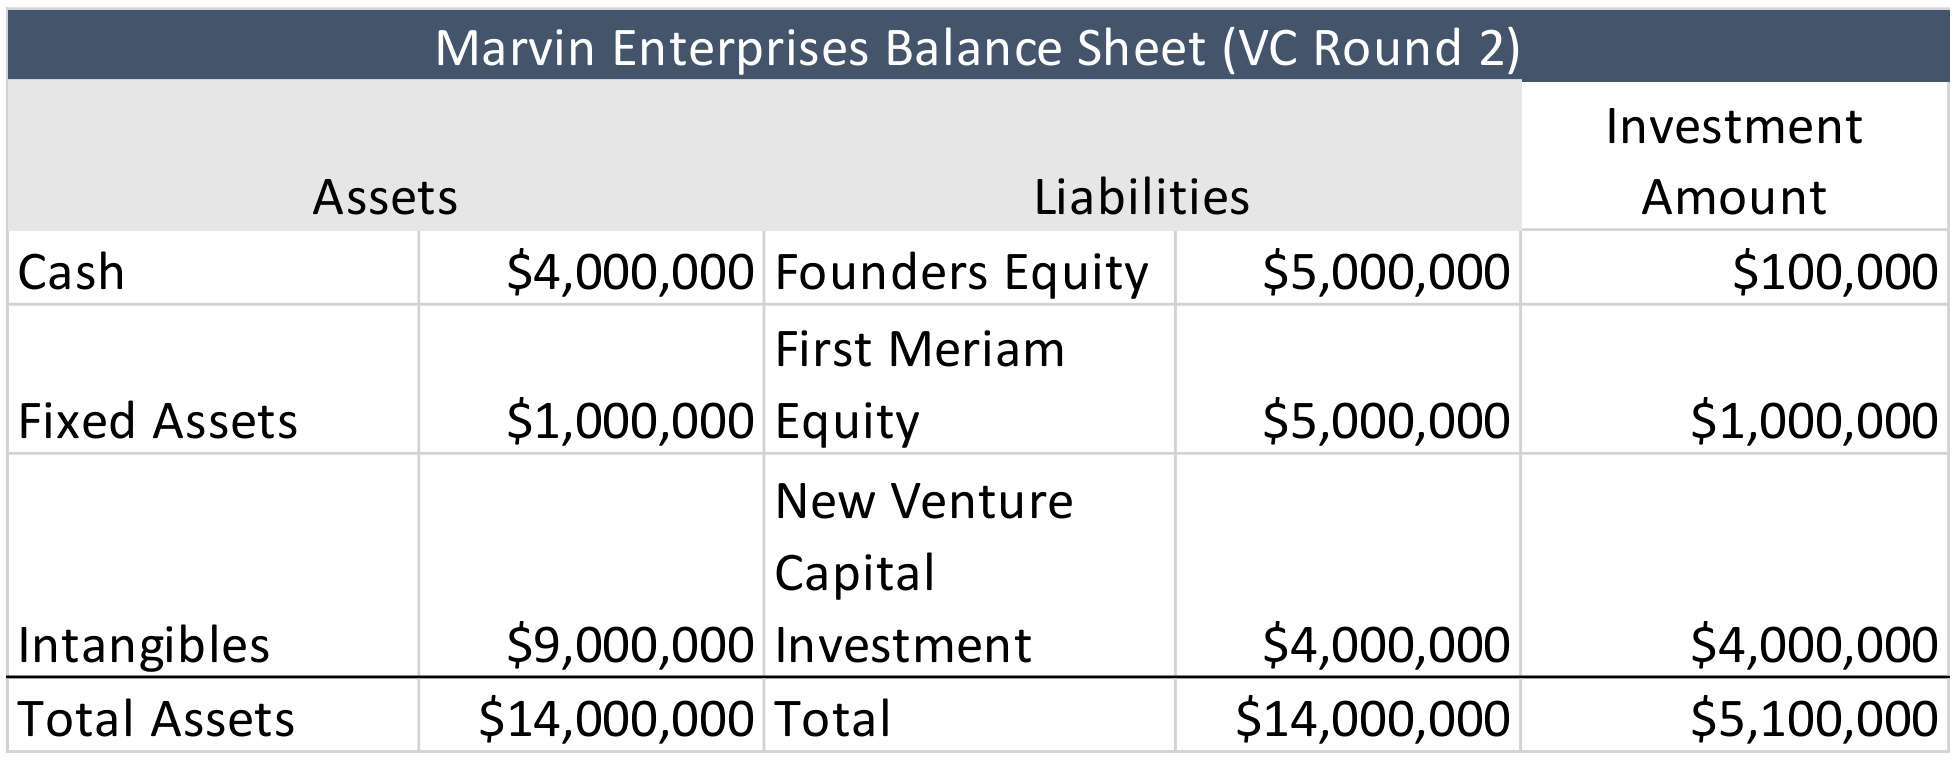 Marvin Enterprises Balance Sheet (VC Round 2)
Assets Liabilities Investment
Amount
Cash $4,000,000 Founders Equity $5,000,000 $100,000
First Meriam
Fixed Assets $1,000,000 Equity $5,000,000 $1,000,000
New Venture
Capital
Intangibles $9,000,000 Investment $4,000,000 $4,000,000
Total Assets $14,000,000 Total $14,000,000 $5,100,000